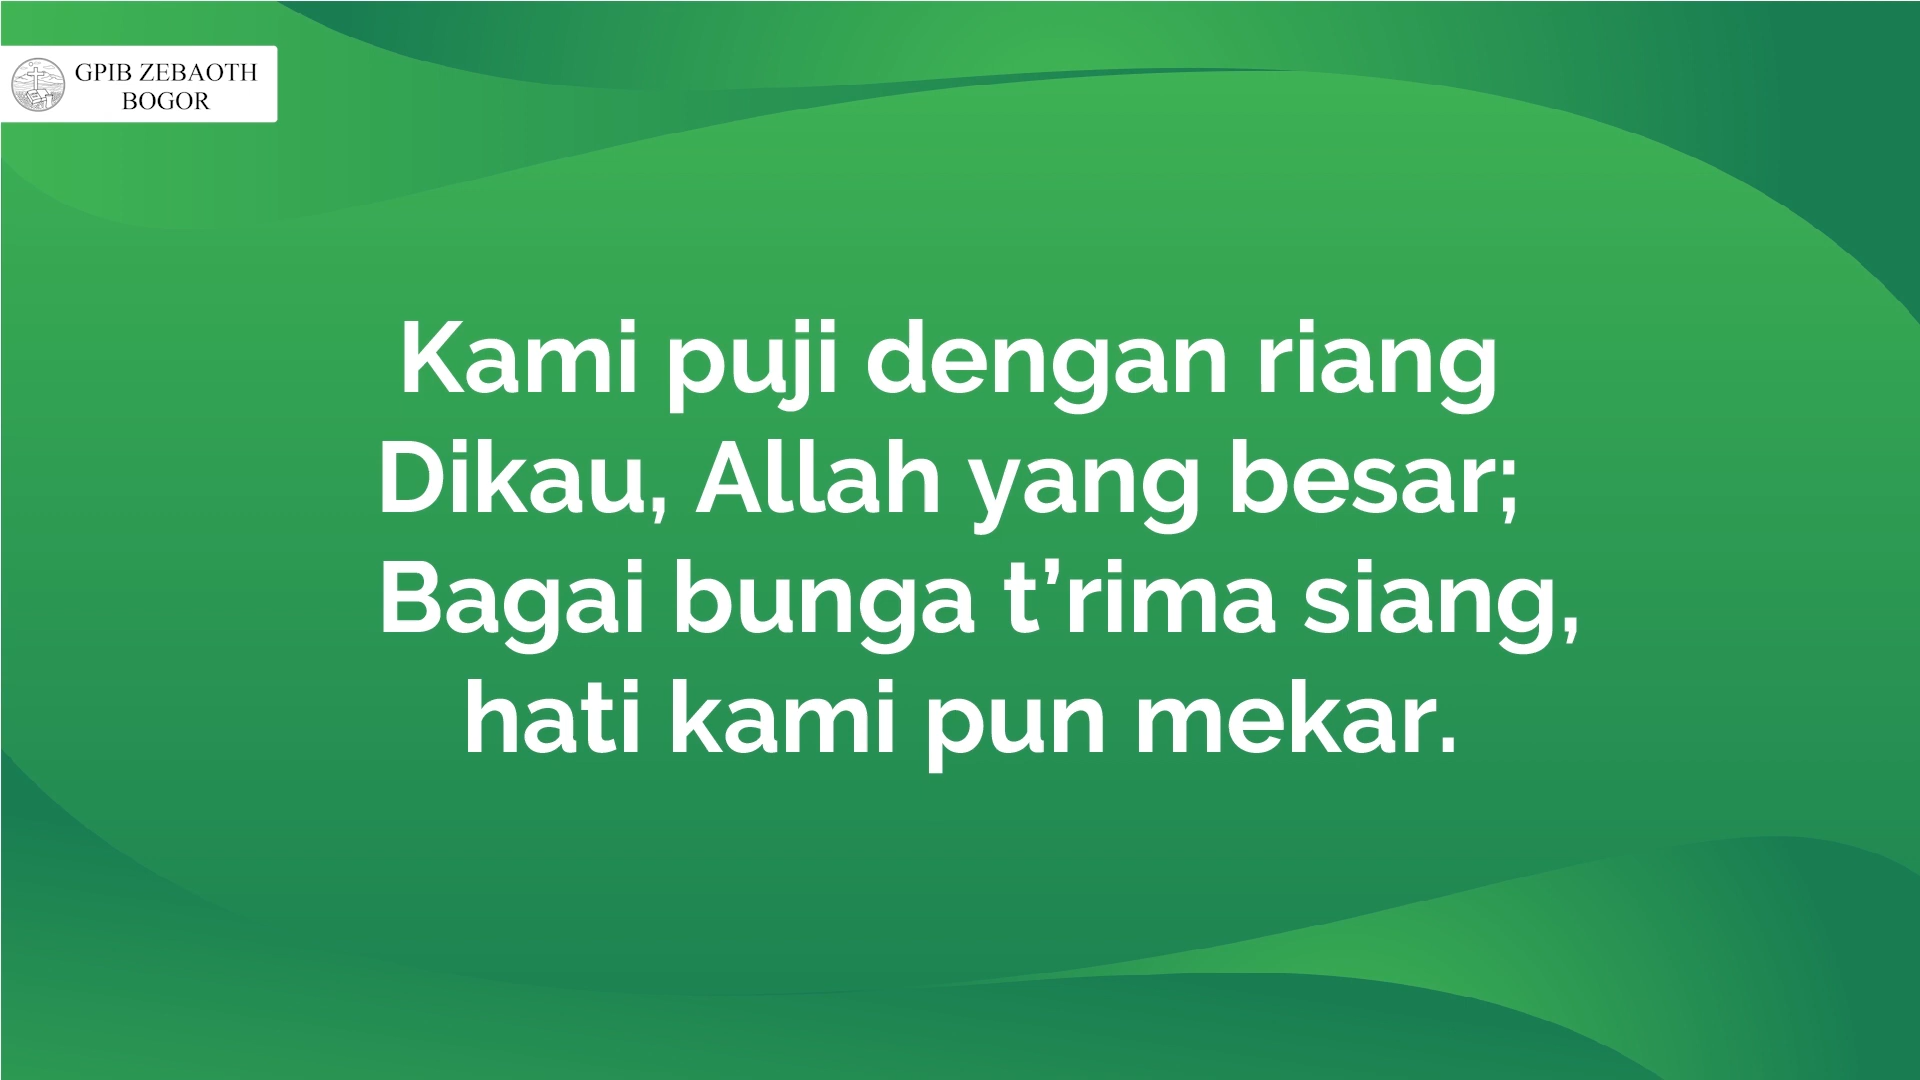 GPIB ZEBAOTH
BOGOR
Kami puji dengan riang
Dikau, Allah yang besar;
Bagai bunga t’rima siang,
hati kami pun mekar.